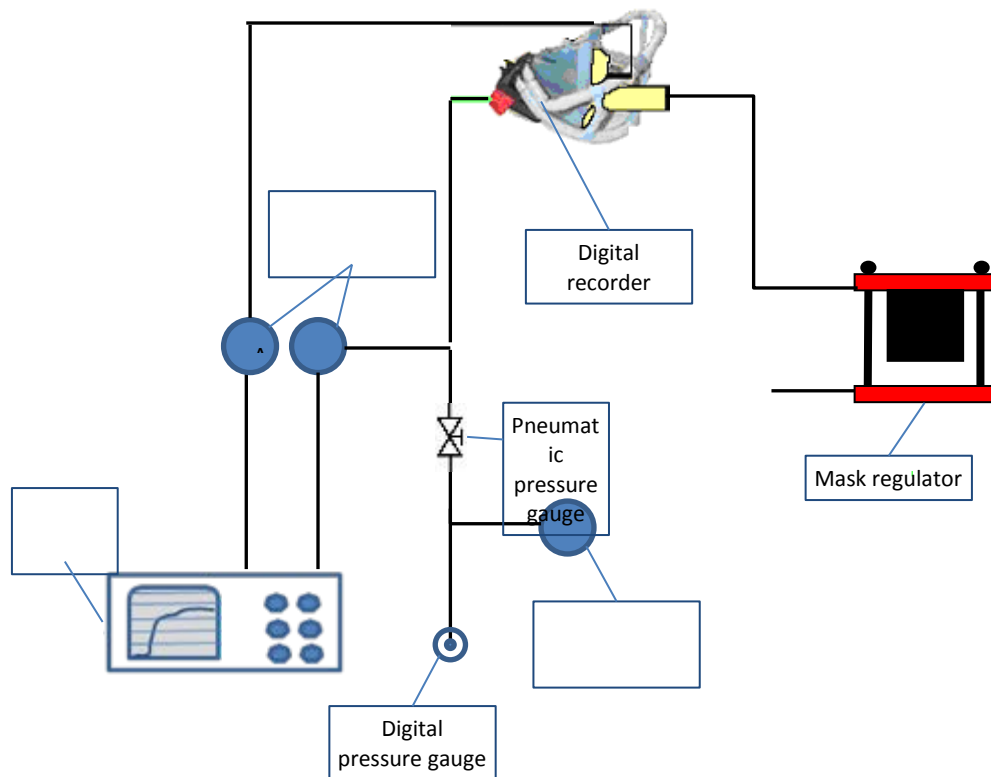 Digital
recorder
^
Pneumat
ic
pressure
gauge
Mask regulator
Digital
pressure gauge